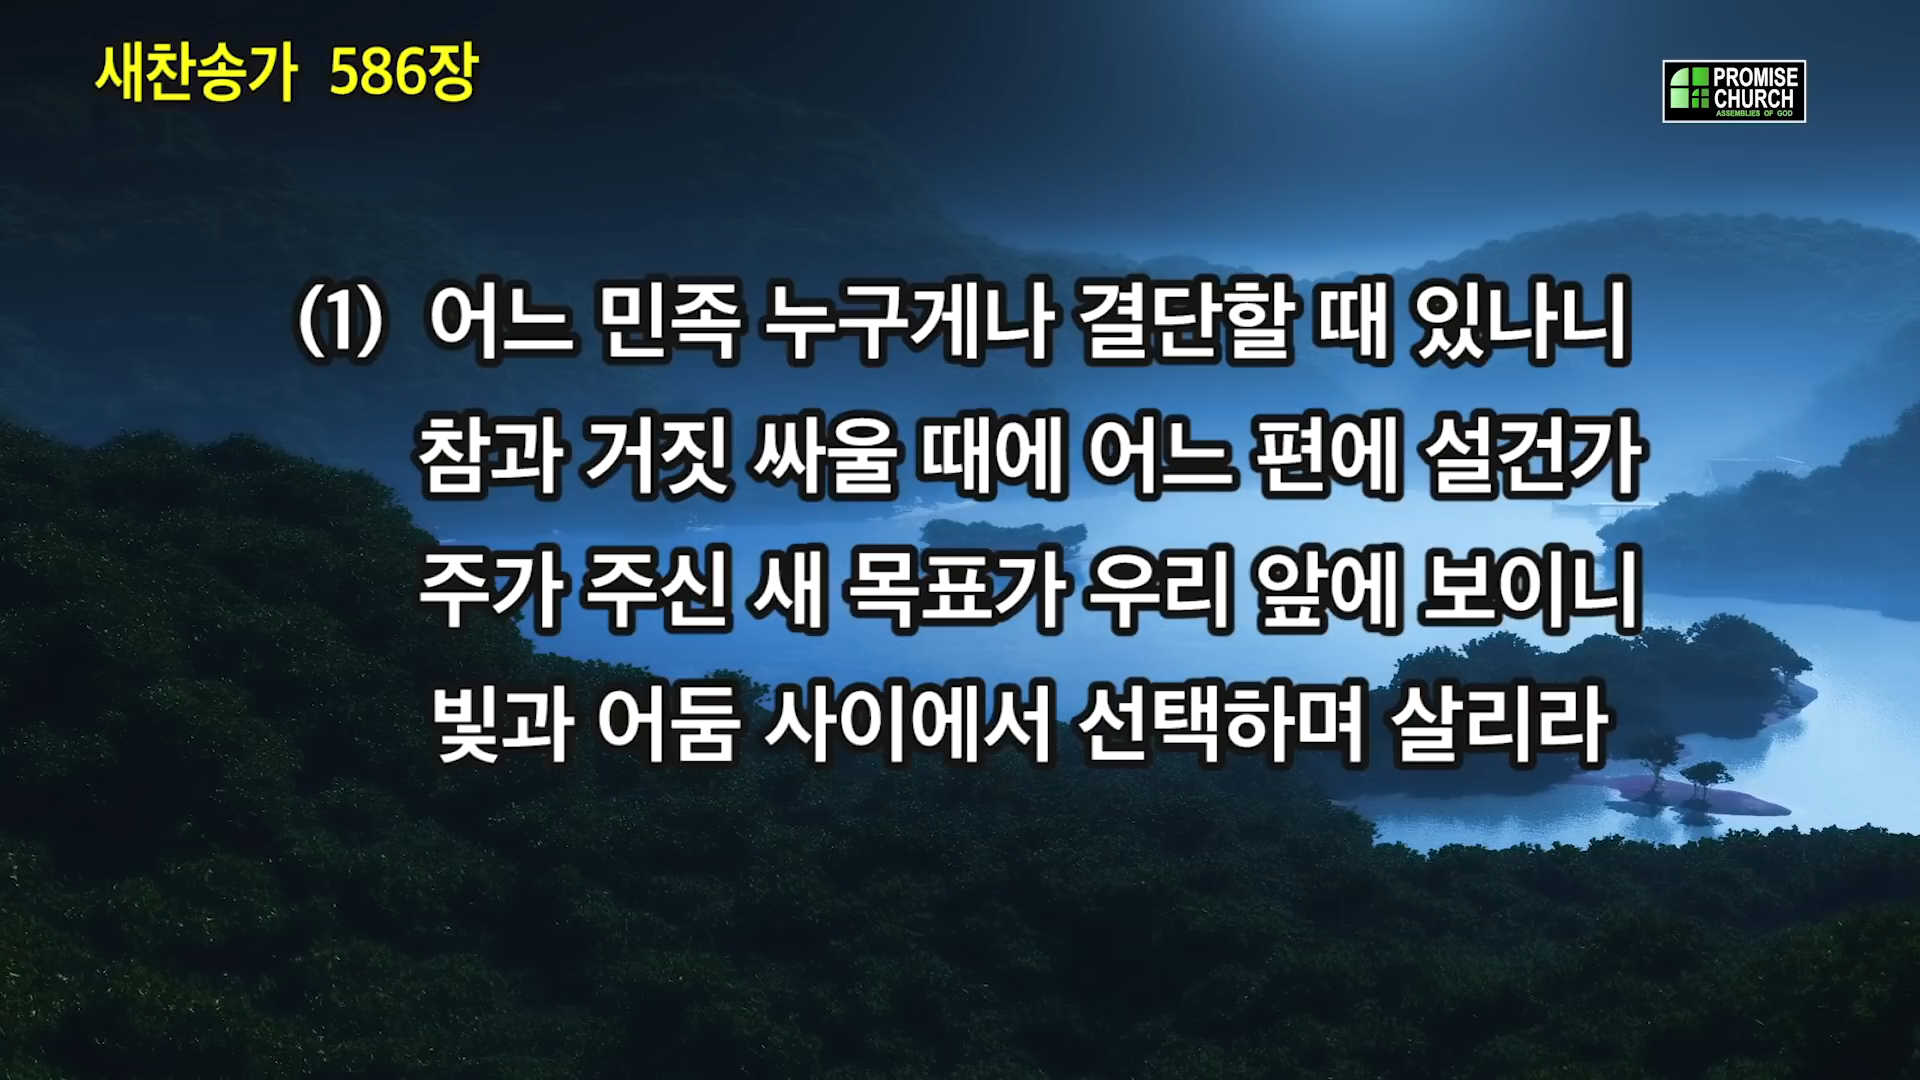 새찬송가 586장
PROMISE
CHURCH
ASSEMBLIES OF GOD
(1) 어느 민족 누구게나 결단할 때 있나니
참과 거짓 싸울 때에 어느 편에 설건가
주가 주신 새 목표가 우리 앞에 보이니
빛과 어둠 사이에서 선택하며 살리라